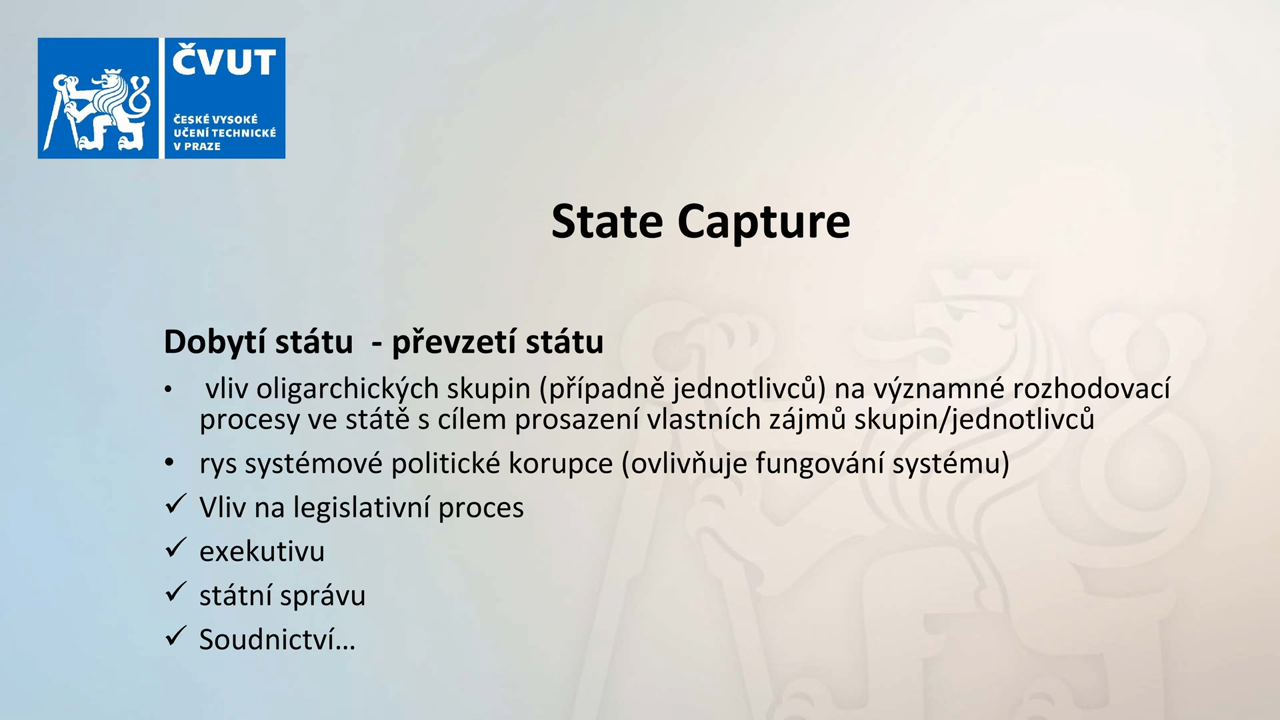 ČVUT
ČESKÉ VYSOKÉ
UČENÍ TECHNICKÉ
V PRAZE
State Capture
Dobytí státu - převzetí státu
• vliv oligarchických skupin (případně jednotlivců) na významné rozhodovací
procesy ve státě s cílem prosazení vlastních zájmů skupin/jednotlivců
• rys systémové politické korupce (ovlivňuje fungování systému)
✓ Vliv na legislativní proces
✓ exekutivu
✓ státní správu
✓ Soudnictví…